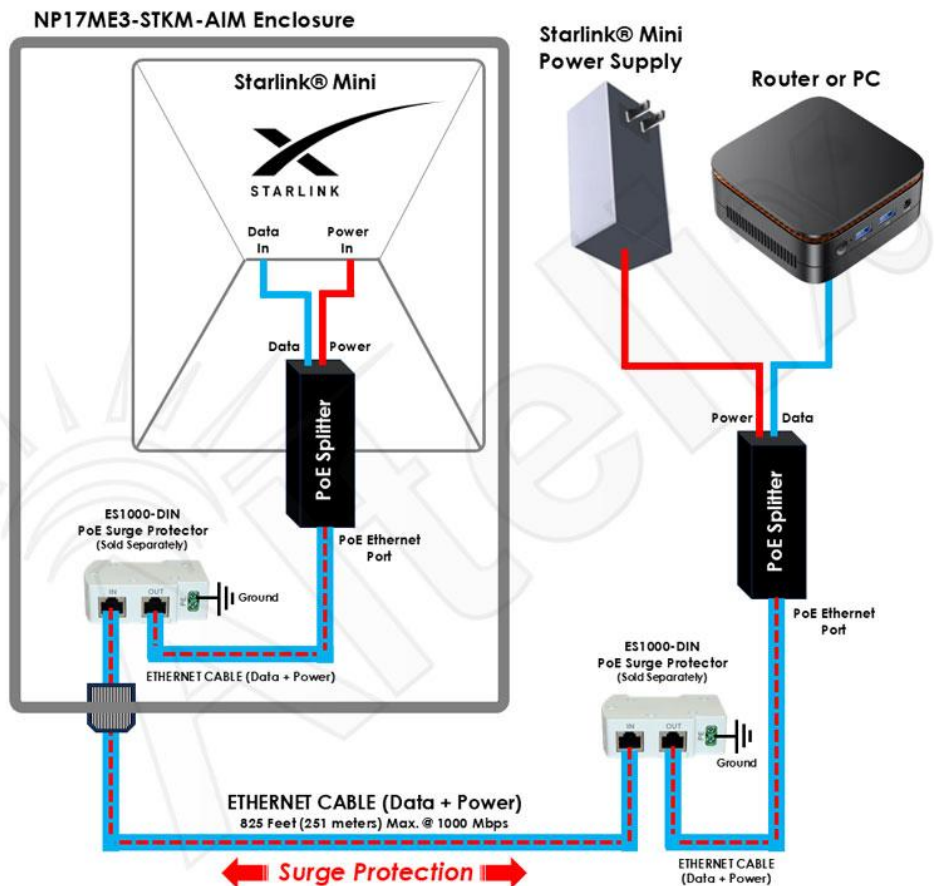 NP17ME3-STKM-AIM Enclosure
Starlink® Mini
STARLINK
Data
In
Power
In
Data
Power
PoE Splitter
PoE Ethernet
Port
ES1000-DIN
PoE Surge Protector
(Sold Separately)
IN
OUT
PE
Ground
ETHERNET CABLE (Data + Power)
Starlink® Mini
Power Supply
Router or PC
Power
Data
PoE Splitter
PoE Ethernet
Port
ES1000-DIN
PoE Surge Protector
(Sold Separately)
IN
OUT
PE
Ground
ETHERNET CABLE (Data + Power)
825 Feet (251 meters) Max. @ 1000 Mbps
Surge Protection
ETHERNET CABLE
(Data + Power)
Altelix